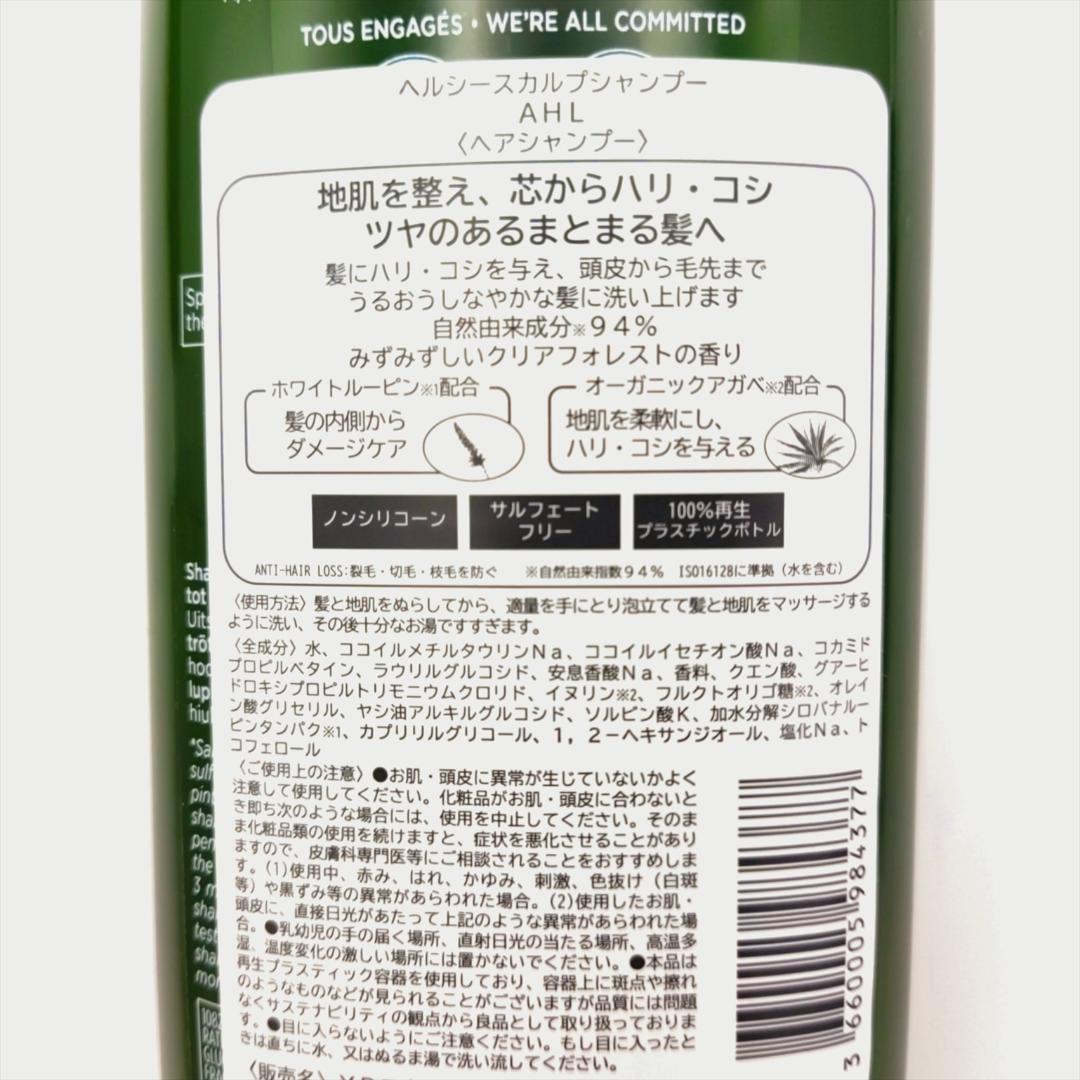 TOUS ENGAGÉS • WE'RE ALL COMMITTED
ヘルシースカルプシャンプー
AHL
〈ヘアシャンプー〉
地肌を整え、芯からハリ・コシ
ツヤのあるまとまる髪へ
髪にハリ・コシを与え、頭皮から毛先まで
うるおうしなやかな髪に洗い上げます
自然由来成分※94%
みずみずしいクリアフォレストの香り
ホワイトルーピン※1配合
髪の内側から
ダメージケア
オーガニックアガベ※2配合
地肌を柔軟にし、
ハリ・コシを与える
ノンシリコーン
サルフェート
フリー
100%再生
プラスチックボトル
ANTI-HAIR LOSS:裂毛・切毛・枝毛を防ぐ ※自然由来指数94% ISO16128に準拠（水を含む）
〈使用方法〉髪と地肌をぬらしてから、適量を手にとり泡立てて髪と地肌をマッサージする
ように洗い、その後十分なお湯ですすぎます。
〈全成分〉水、ココイルメチルタウリンNa、ココイルイセチオン酸Na、コカミド
プロピルベタイン、ラウリルグルコシド、安息香酸Na、香料、クエン酸、グアーヒ
ドロキシプロピルトリモニウムクロリド、イヌリン※2、フルクトオリゴ糖※2、オレイ
ン酸グリセリル、ヤシ油アルキルグルコシド、ソルビン酸K、加水分解シロバナルー
ピンタンパク※1、カプリリルグリコール、1，2－ヘキサンジオール、塩化Na、ト
コフェロール
〈ご使用上の注意〉●お肌・頭皮に異常が生じていないかよく
注意して使用してください。化粧品がお肌・頭皮に合わないと
き即ち次のような場合には、使用を中止してください。そのまま
ま化粧品類の使用を続けますと、症状を悪化させることがあり
ますので、皮膚科専門医等にご相談されることをおすすめしま
す。(1)使用中、赤み、はれ、かゆみ、刺激、色抜け（白斑
等）や黒ずみ等の異常があらわれた場合。(2)使用したお肌・
頭皮に、直接日光があたって上記のような異常があらわれた場
合。●乳幼児の手の届く場所、直射日光の当たる場所、高温多
湿、温度変化の激しい場所には置かないでください。●本品は
再生プラスティック容器を使用しており、容器上に斑点や擦れ
のようなものなどが見られることがございますが品質には問題
なくサステナビリティの観点から良品として取り扱っておりま
す。●目に入らないようにご注意ください。もし目に入ったと
きは直ちに水、又はぬるま湯で洗い流してください。
〈販売名〉
3 660005 984377
Sp
the
Sha
tot
Uits
trö
hoo
lup
hiu
*Sa
sulf
pin
sha
per
the
3 m
sha
test
sha
mo